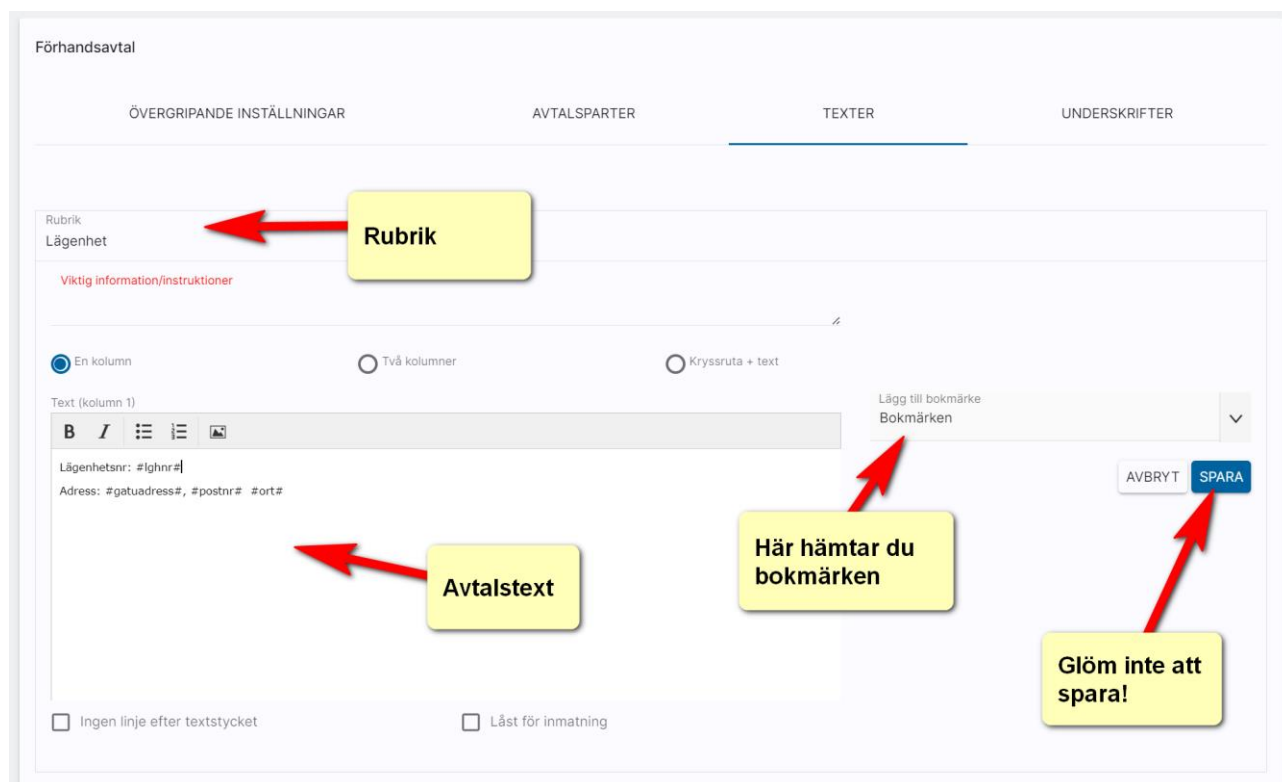 Förhandsavtal
ÖVERGRIPANDE INSTÄLLNINGAR
AVTALSPARTER
TEXTER
UNDERSKRIFTER
Rubrik
Lägenhet
Rubrik
Viktig information/instruktioner
En kolumn
Två kolumner
Kryssruta + text
Text (kolumn 1)
B I
Lägenhetsnr: #lghnr#
Adress: #gatuadress#, #postnr# #ort#
Lägg till bokmärke
Bokmärken
AVBRYT
SPARA
Här hämtar du
bokmärken
Avtalstext
Glöm inte att
spara!
Ingen linje efter textstycket
Låst för inmatning